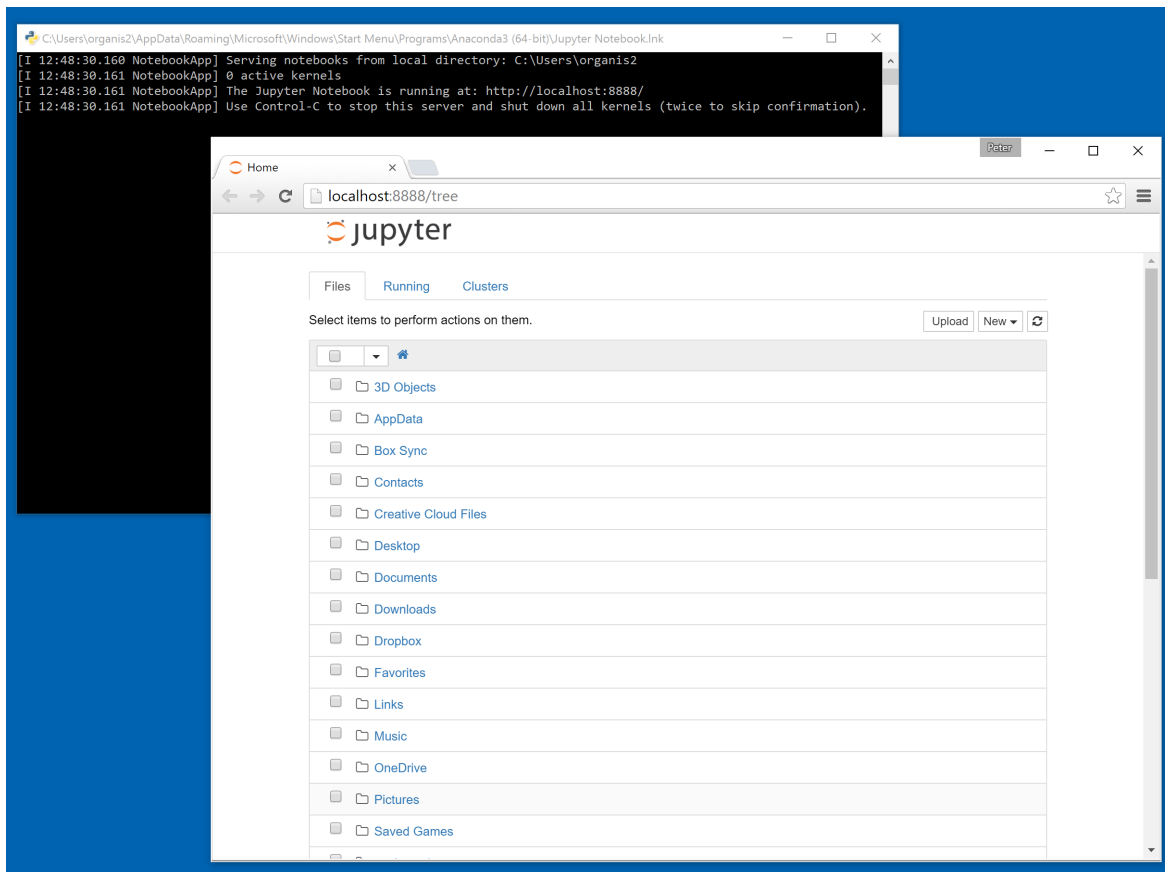 C:\Users\organis2\AppData\Roaming\Microsoft\Windows\Start Menu\Programs\Anaconda3 (64-bit)\Jupyter Notebook.lnk
[I 12:48:30.160 NotebookApp] Serving notebooks from local directory: C:\Users\organis2
[I 12:48:30.161 NotebookApp] 0 active kernels
[I 12:48:30.161 NotebookApp] The Jupyter Notebook is running at: http://localhost:8888/
[I 12:48:30.161 NotebookApp] Use Control-C to stop this server and shut down all kernels (twice to skip confirmation).
Peter
Home
localhost:8888/tree
jupyter
Files Running Clusters
Select items to perform actions on them. Upload New
3D Objects
AppData
Box Sync
Contacts
Creative Cloud Files
Desktop
Documents
Downloads
Dropbox
Favorites
Links
Music
OneDrive
Pictures
Saved Games